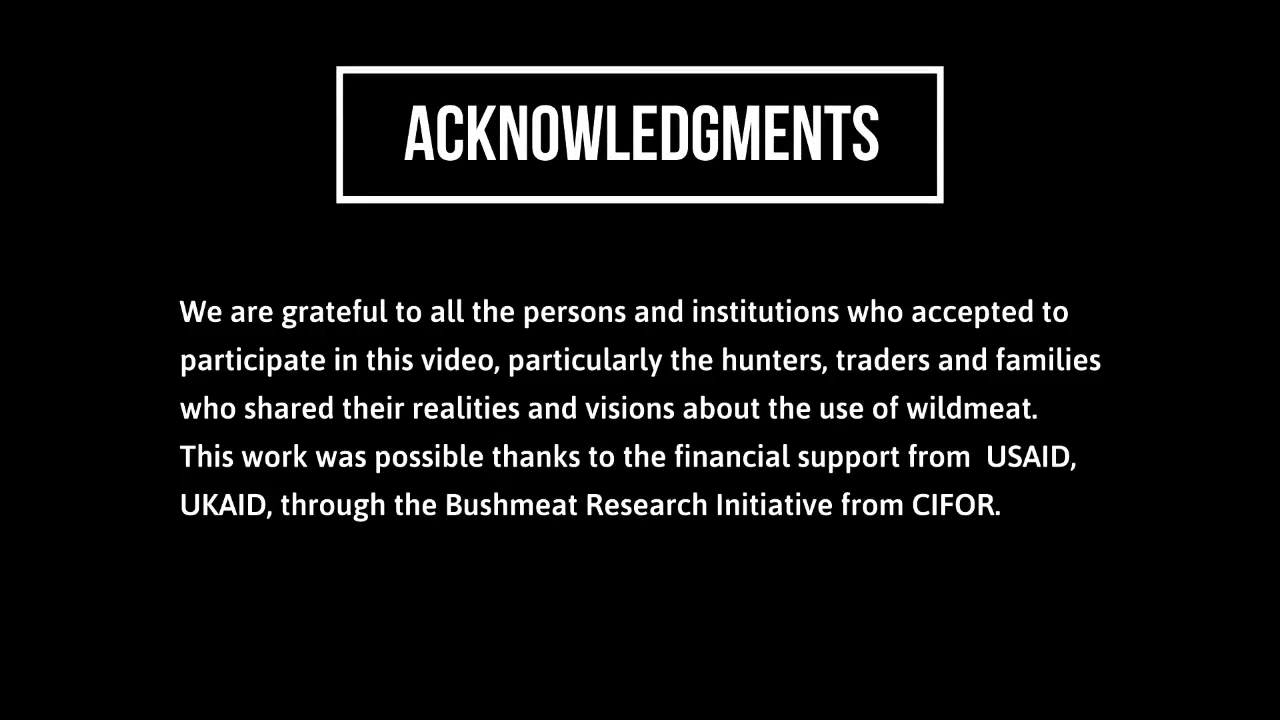 ACKNOWLEDGMENTS
We are grateful to all the persons and institutions who accepted to
participate in this video, particularly the hunters, traders and families
who shared their realities and visions about the use of wildmeat.
This work was possible thanks to the financial support from  USAID,
UKAID, through the Bushmeat Research Initiative from CIFOR.